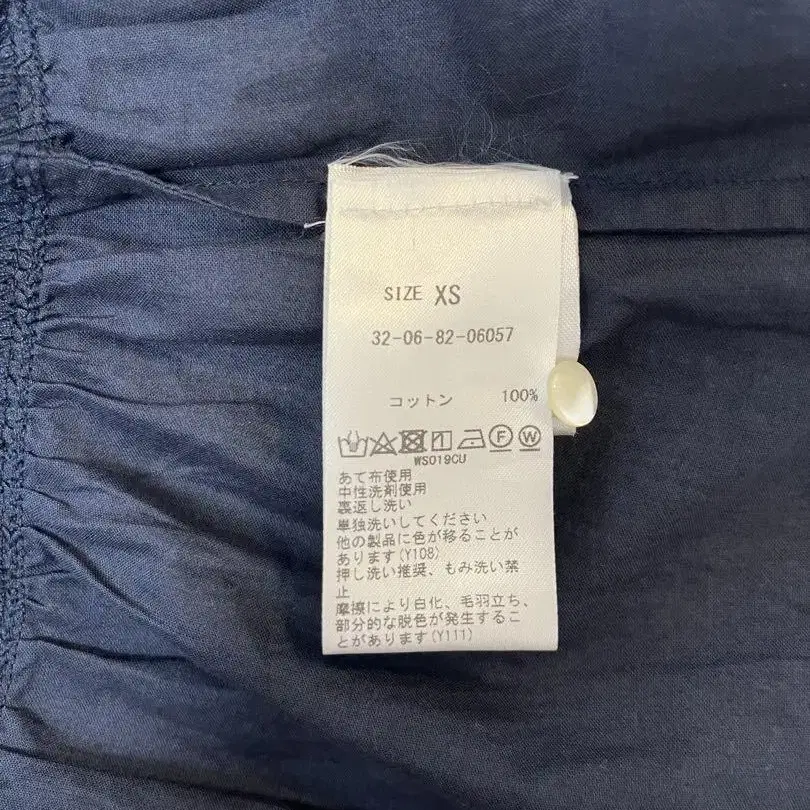 SIZE XS
32-06-82-06057
コットン 100%
F W
WS019CU
あて布使用
中性洗剤使用
裏返し洗い
単独洗いしてください
他の製品に色が移ることが
あります(Y108)
押し洗い推奨、もみ洗い禁
止
摩擦により白化、毛羽立ち、
部分的な脱色が発生するこ
とがあります(Y111)